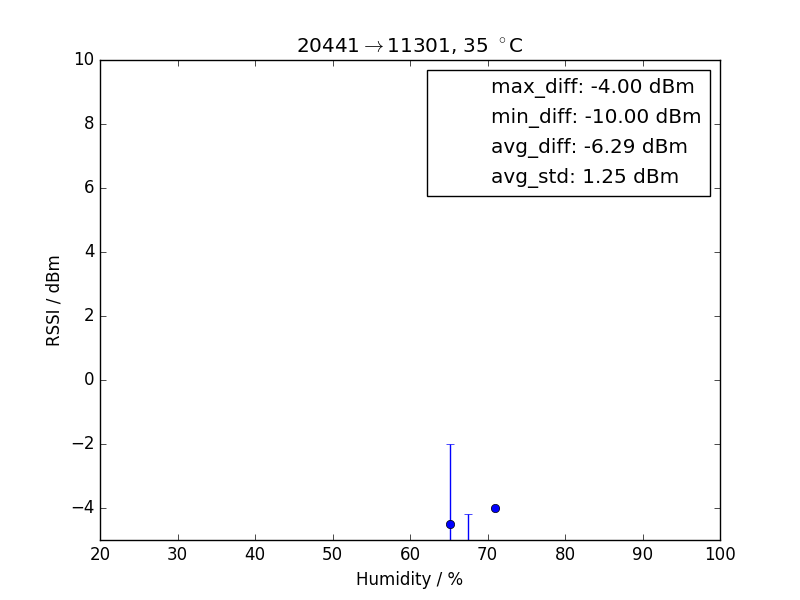 20441→11301, 35 °C
max_diff: -4.00 dBm
min_diff: -10.00 dBm
avg_diff: -6.29 dBm
avg_std: 1.25 dBm
RSSI / dBm
10
8
6
4
2
0
−2
−4
20 30 40 50 60 70 80 90 100
Humidity / %